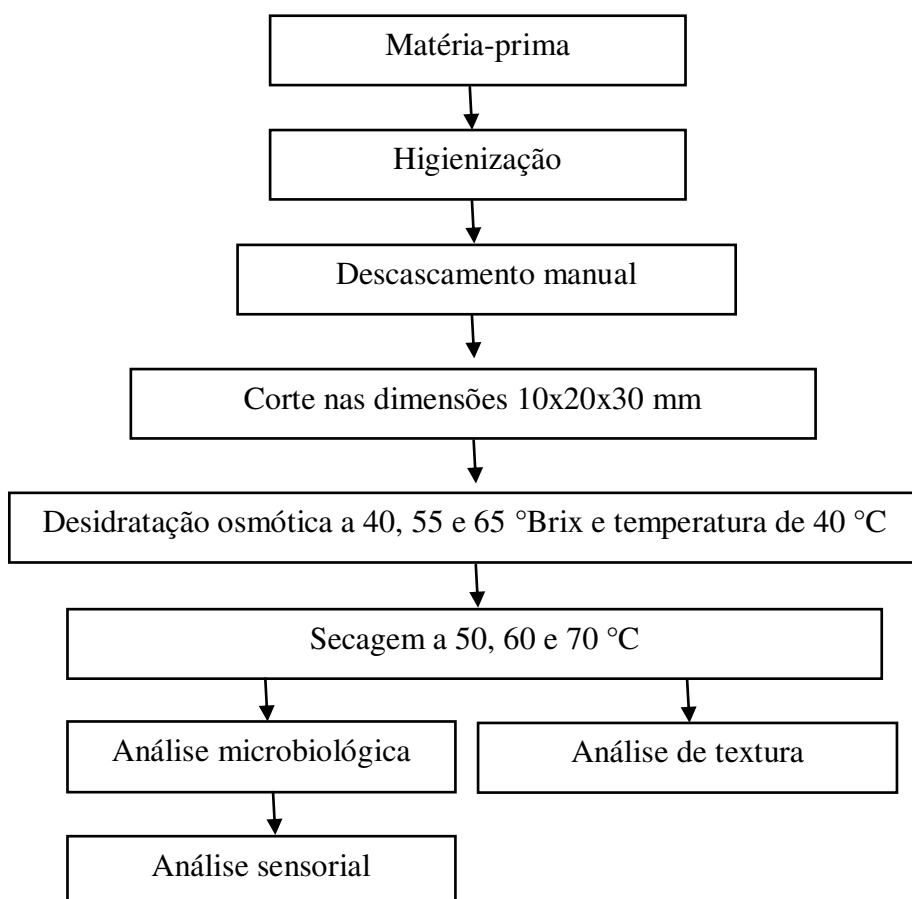 Matéria-prima
Higienização
Descascamento manual
Corte nas dimensões 10x20x30 mm
Desidratação osmótica a 40, 55 e 65 °Brix e temperatura de 40 °C
Secagem a 50, 60 e 70 °C
Análise microbiológica
Análise de textura
Análise sensorial